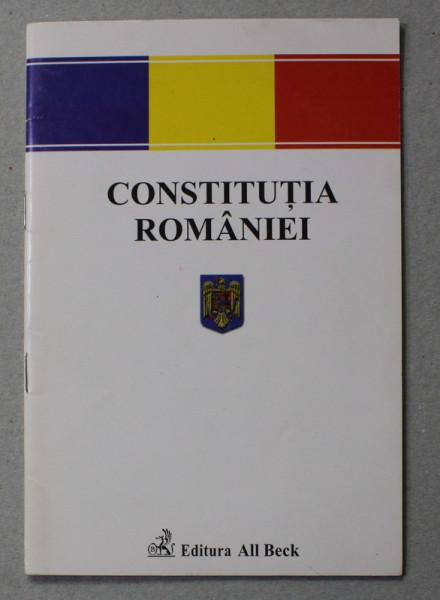 CONSTITUȚIA
ROMÂNIEI
B Editura All Beck